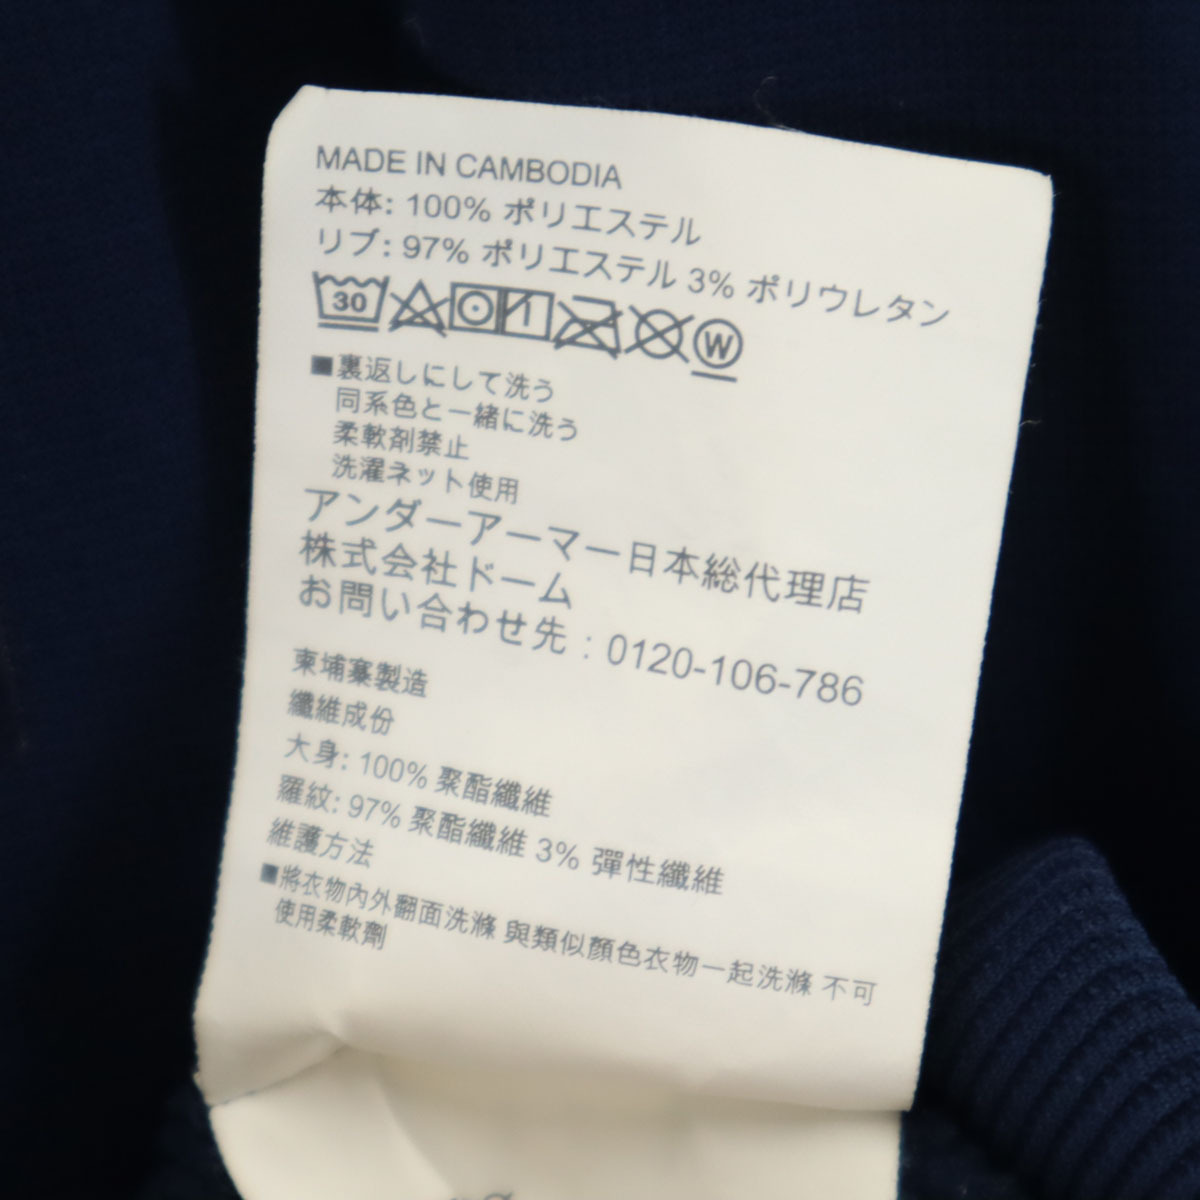 MADE IN CAMBODIA
本体: 100% ポリエステル
リブ: 97% ポリエステル 3% ポリウレタン
30 W
■裏返しにして洗う
同系色と一緒に洗う
柔軟剤禁止
洗濯ネット使用
アンダーアーマー日本総代理店
株式会社ドーム
お問い合わせ先 : 0120-106-786
柬埔寨製造
纖維成份
大身: 100% 聚酯纖維
羅紋: 97% 聚酯纖維 3% 彈性纖維
維護方法
■將衣物內外翻面洗滌 與類似顏色衣物一起洗滌 不可
使用柔軟劑